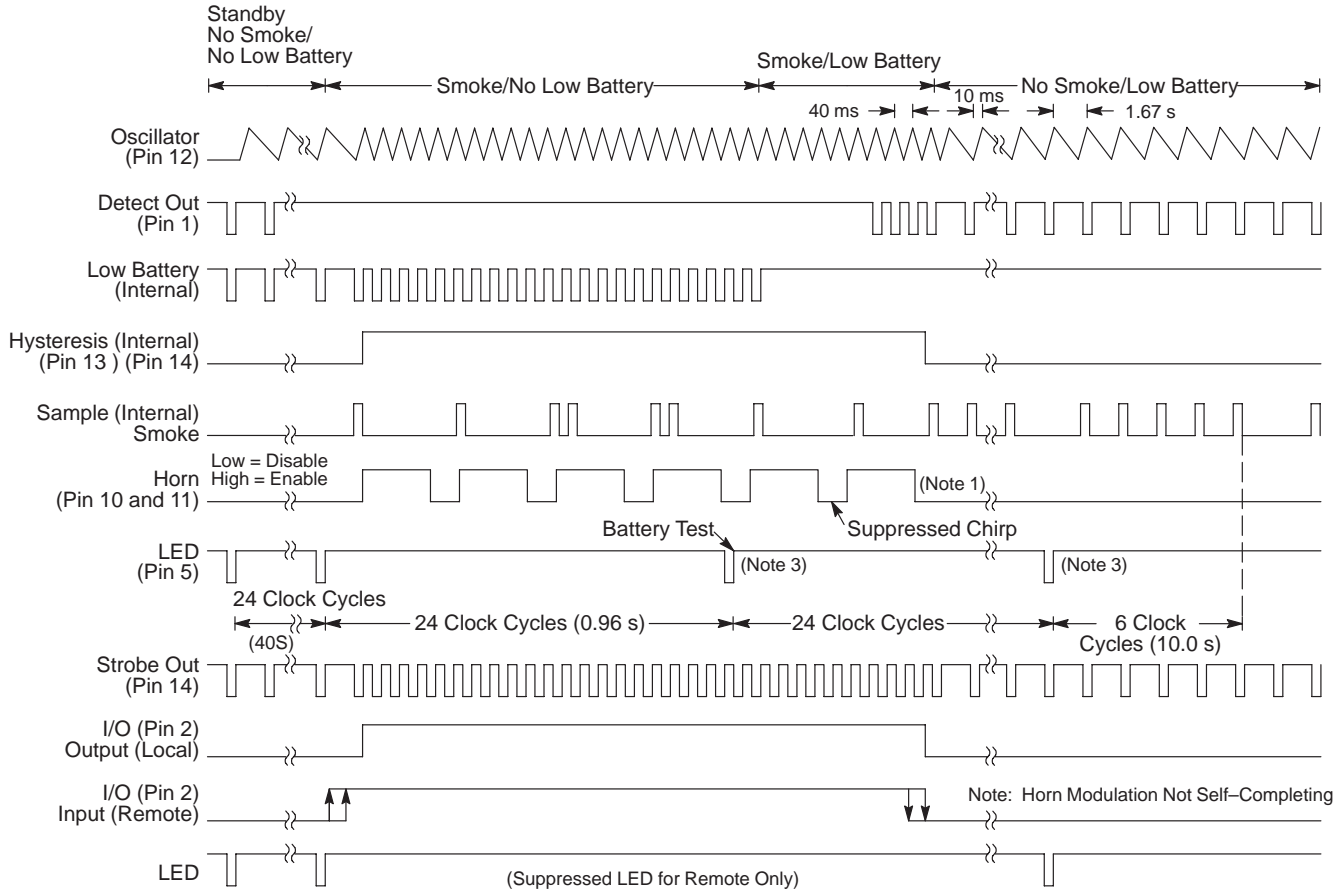 Standby
No Smoke/
No Low Battery
Smoke/No Low Battery
Smoke/Low Battery
No Smoke/Low Battery
40 ms
10 ms
1.67 s
Oscillator
(Pin 12)
Detect Out
(Pin 1)
Low Battery
(Internal)
Hysteresis (Internal)
(Pin 13 ) (Pin 14)
Sample (Internal)
Smoke
Low = Disable
High = Enable
Horn
(Pin 10 and 11)
(Note 1)
Suppressed Chirp
Battery Test
LED
(Pin 5)
(Note 3)
(Note 3)
24 Clock Cycles
(40S)
24 Clock Cycles (0.96 s)
24 Clock Cycles
6 Clock
Cycles (10.0 s)
Strobe Out
(Pin 14)
I/O (Pin 2)
Output (Local)
I/O (Pin 2)
Input (Remote)
Note: Horn Modulation Not Self–Completing
LED
(Suppressed LED for Remote Only)